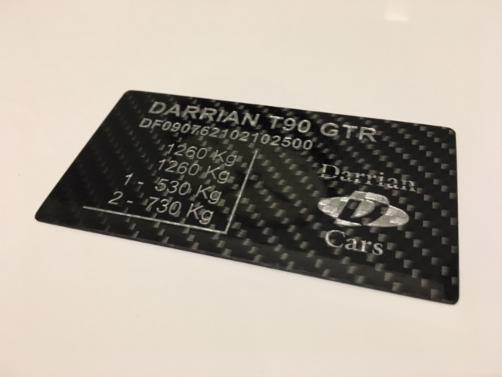 DARRIAN T90 GTR
DF090762102102500
1260 Kg
1260 Kg
1 - 530 Kg
2 - 730 Kg
Darrian
D
Cars